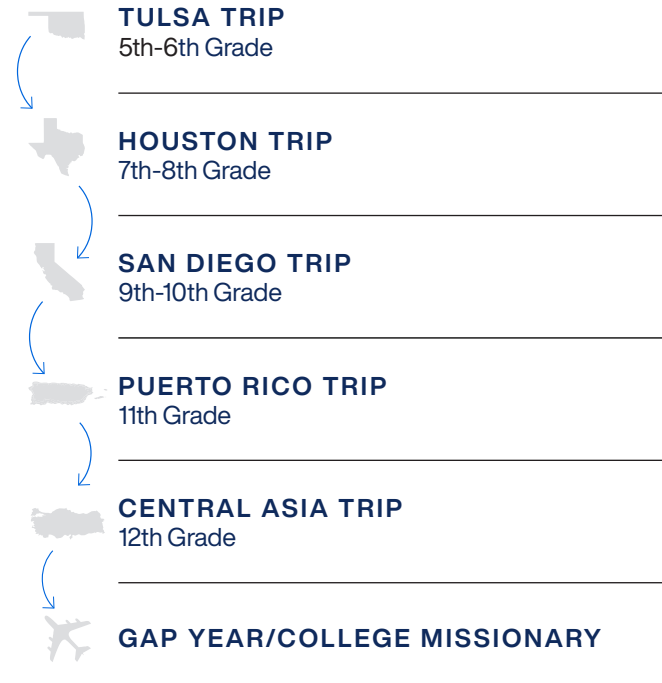 TULSA TRIP
5th-6th Grade
HOUSTON TRIP
7th-8th Grade
SAN DIEGO TRIP
9th-10th Grade
PUERTO RICO TRIP
11th Grade
CENTRAL ASIA TRIP
12th Grade
GAP YEAR/COLLEGE MISSIONARY